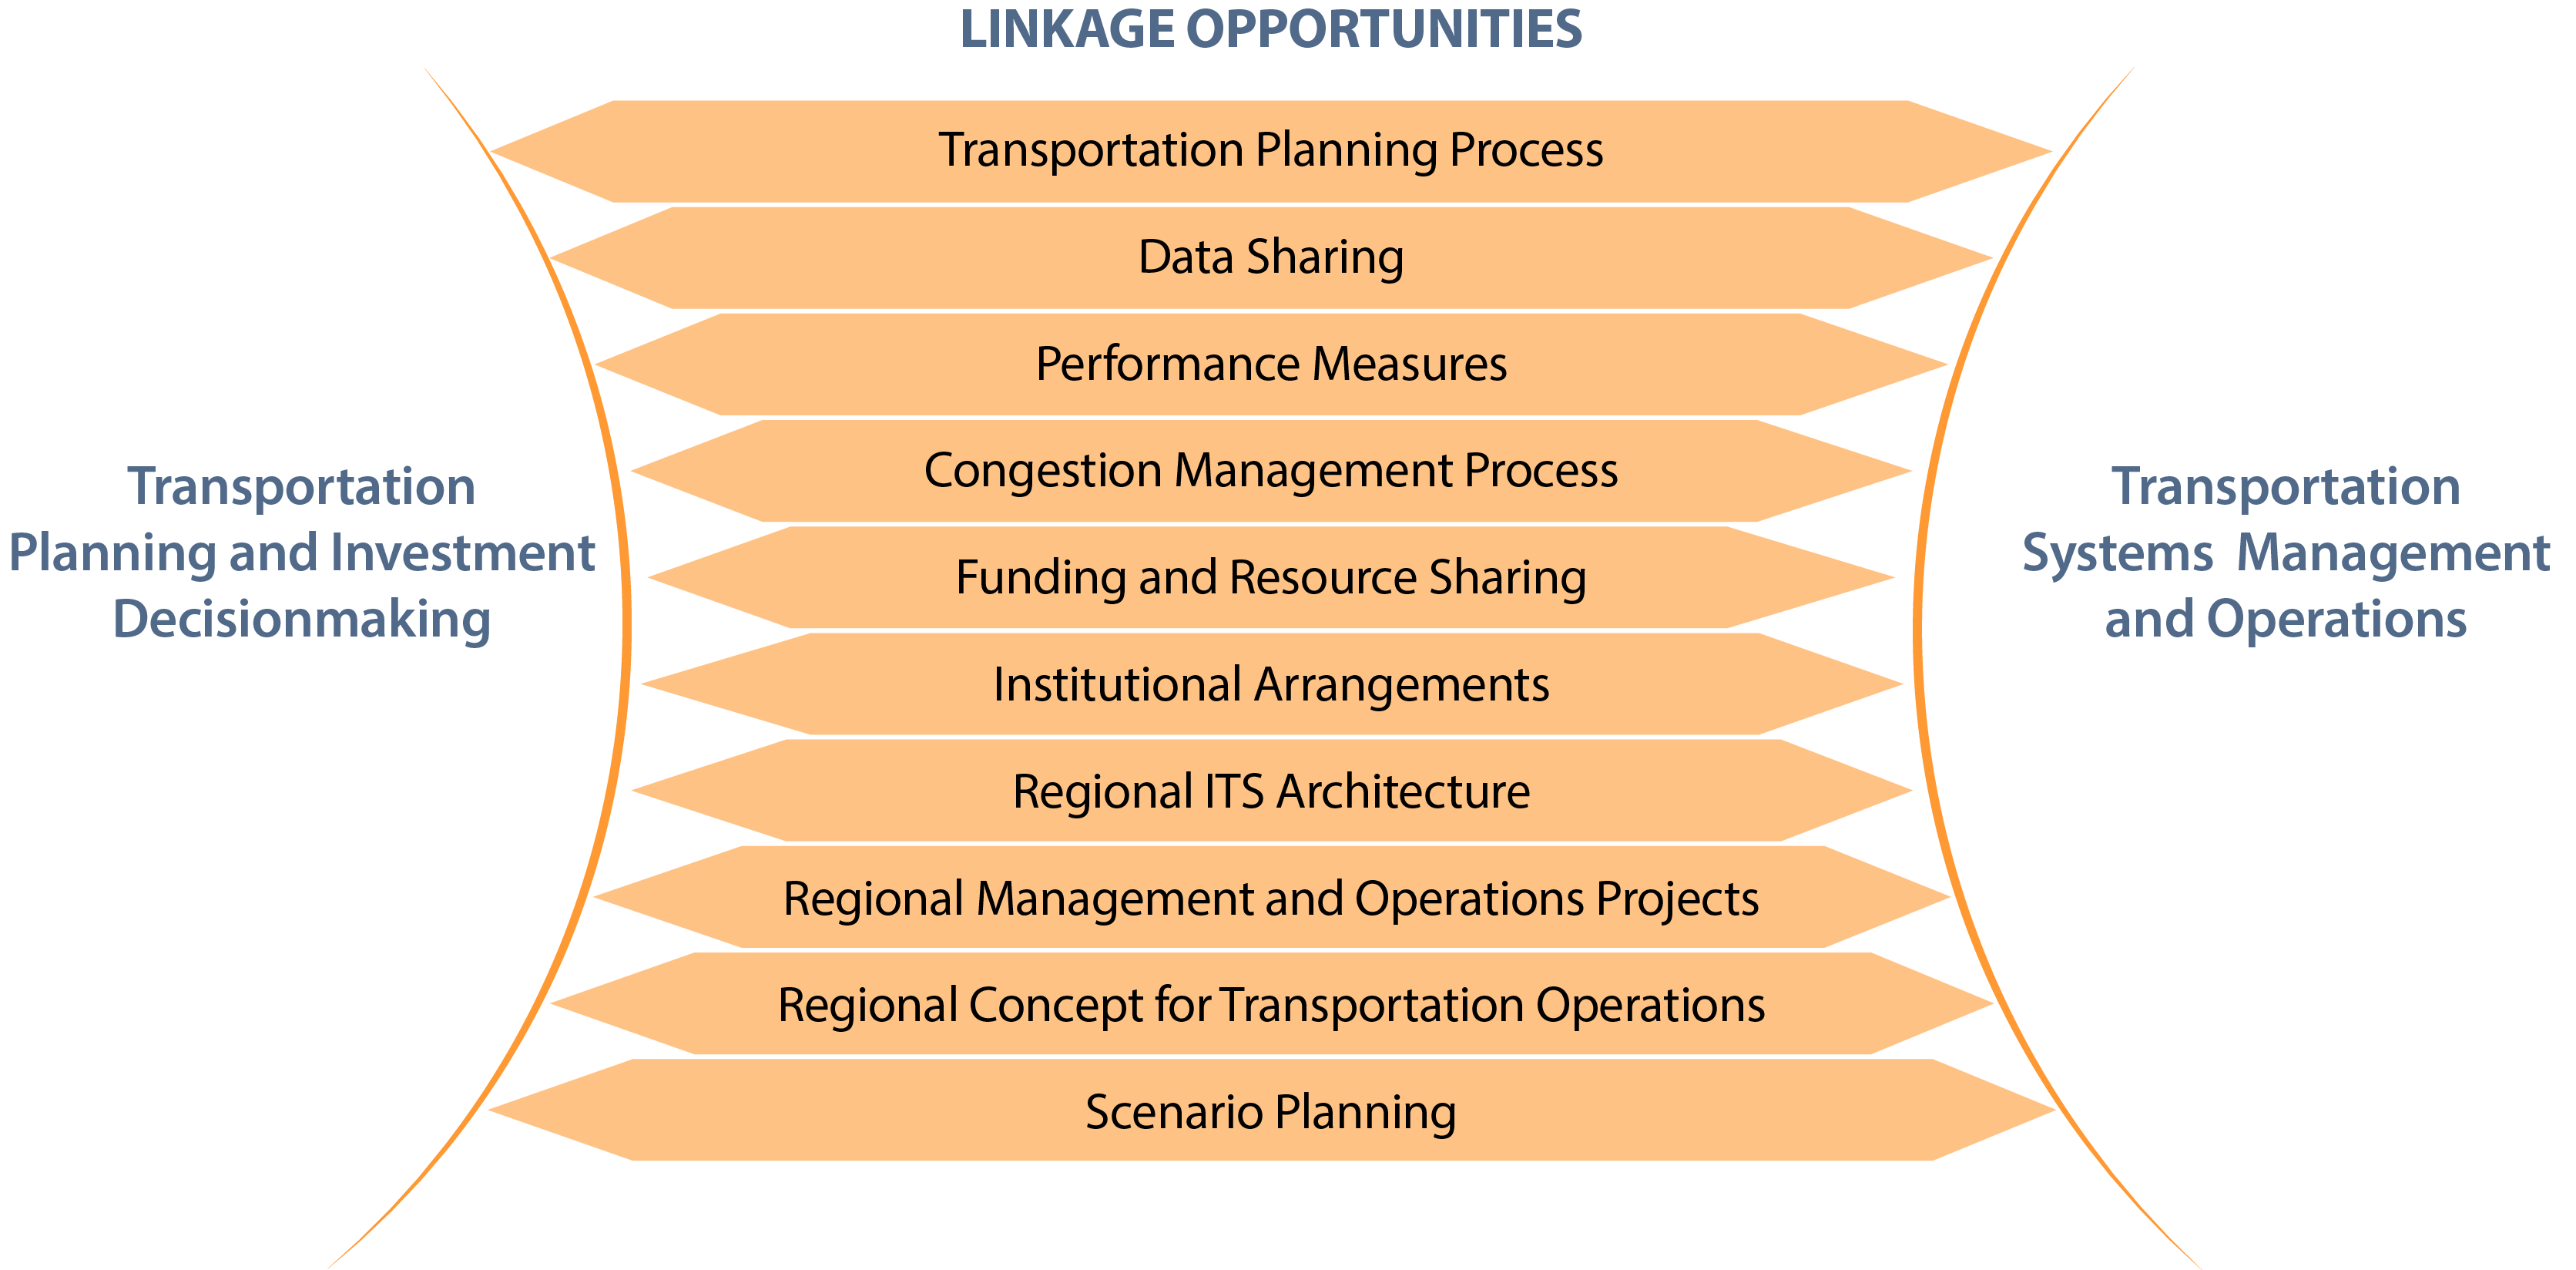 LINKAGE OPPORTUNITIES
Transportation Planning Process
Data Sharing
Performance Measures
Congestion Management Process
Funding and Resource Sharing
Institutional Arrangements
Regional ITS Architecture
Regional Management and Operations Projects
Regional Concept for Transportation Operations
Scenario Planning
Transportation
Planning and Investment
Decisionmaking
Transportation
Systems  Management
and Operations